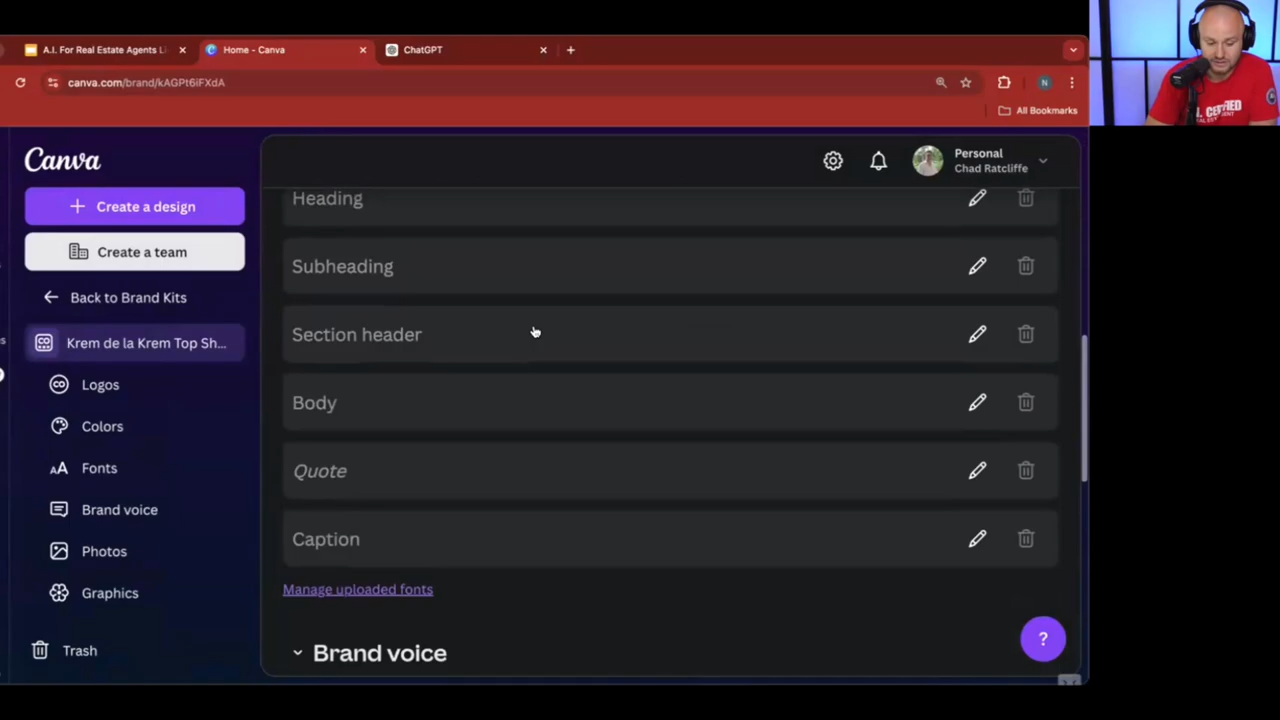 A.I. For Real Estate Agents Li
Home - Canva
ChatGPT
canva.com/brand/kAGPt6iFXdA
N
All Bookmarks
Canva
Personal
Chad Ratcliffe
Create a design
Create a team
Back to Brand Kits
Krem de la Krem Top Sh...
Logos
Colors
Fonts
Brand voice
Photos
Graphics
Trash
Heading
Subheading
Section header
Body
Quote
Caption
Manage uploaded fonts
Brand voice
?